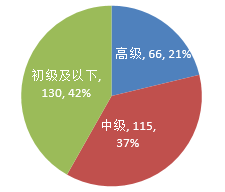 高级, 66, 21%
初级及以下,
130, 42%
中级, 115,
37%